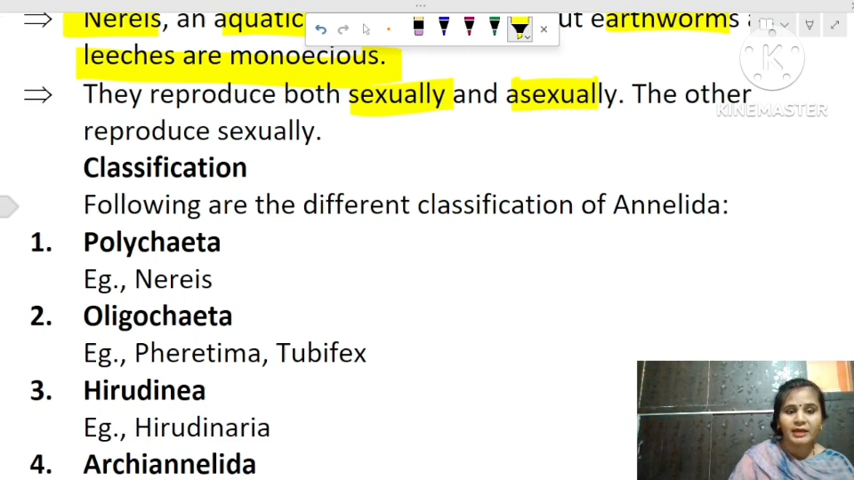 ⇒ Nereis, an aquatic ut earthworms a
leeches are monoecious.
⇒ They reproduce both sexually and asexually. The other
reproduce sexually.
Classification
Following are the different classification of Annelida:
1. Polychaeta
Eg., Nereis
2. Oligochaeta
Eg., Pheretima, Tubifex
3. Hirudinea
Eg., Hirudinaria
4. Archiannelida
K
KINEMASTER